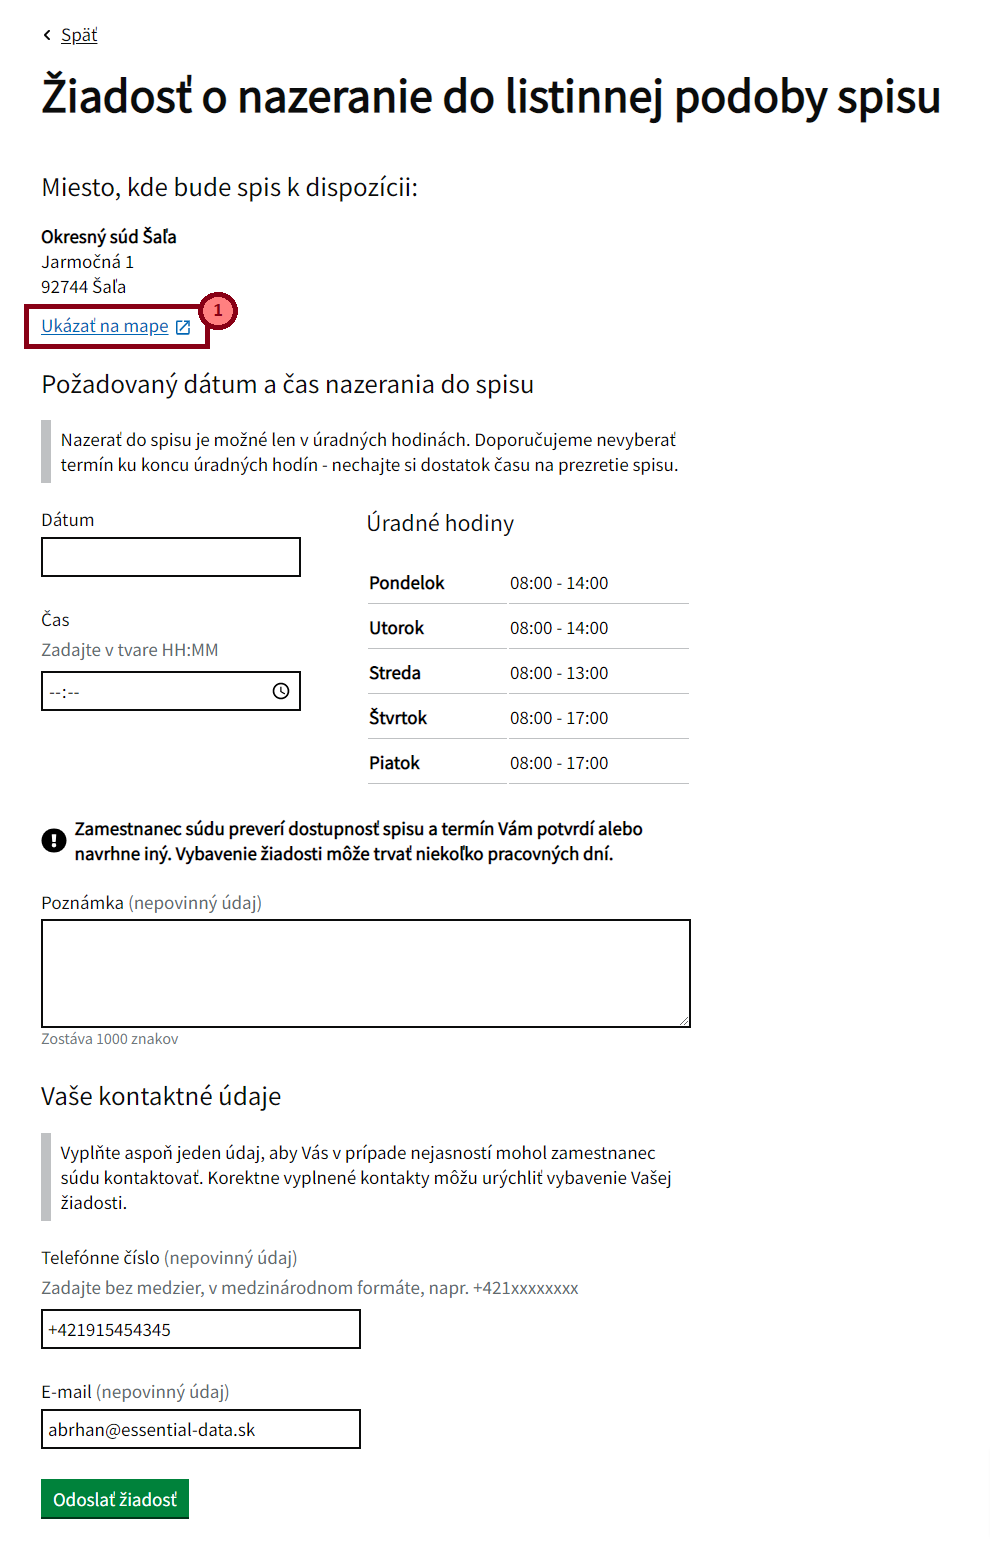 Späť
Žiadosť o nazeranie do listinnej podoby spisu
Miesto, kde bude spis k dispozícii:
Okresný súd Šaľa
Jarmočná 1
92744 Šaľa
Ukázať na mape
1
Požadovaný dátum a čas nazerania do spisu
Nazerať do spisu je možné len v úradných hodinách. Doporučujeme nevyberať
termín ku koncu úradných hodín - nechajte si dostatok času na prezretie spisu.
Dátum
Čas
Zadajte v tvare HH:MM
--:--
Úradné hodiny
Pondelok 08:00 - 14:00
Utorok 08:00 - 14:00
Streda 08:00 - 13:00
Štvrtok 08:00 - 17:00
Piatok 08:00 - 17:00
Zamestnanec súdu preverí dostupnosť spisu a termín Vám potvrdí alebo
navrhne iný. Vybavenie žiadosti môže trvať niekoľko pracovných dní.
Poznámka (nepovinný údaj)
Zostáva 1000 znakov
Vaše kontaktné údaje
Vyplňte aspoň jeden údaj, aby Vás v prípade nejasností mohol zamestnanec
súdu kontaktovať. Korektne vyplnené kontakty môžu urýchliť vybavenie Vašej
žiadosti.
Telefónne číslo (nepovinný údaj)
Zadajte bez medzier, v medzinárodnom formáte, napr. +421xxxxxxxx
+421915454345
E-mail (nepovinný údaj)
abrhan@essential-data.sk
Odoslať žiadosť